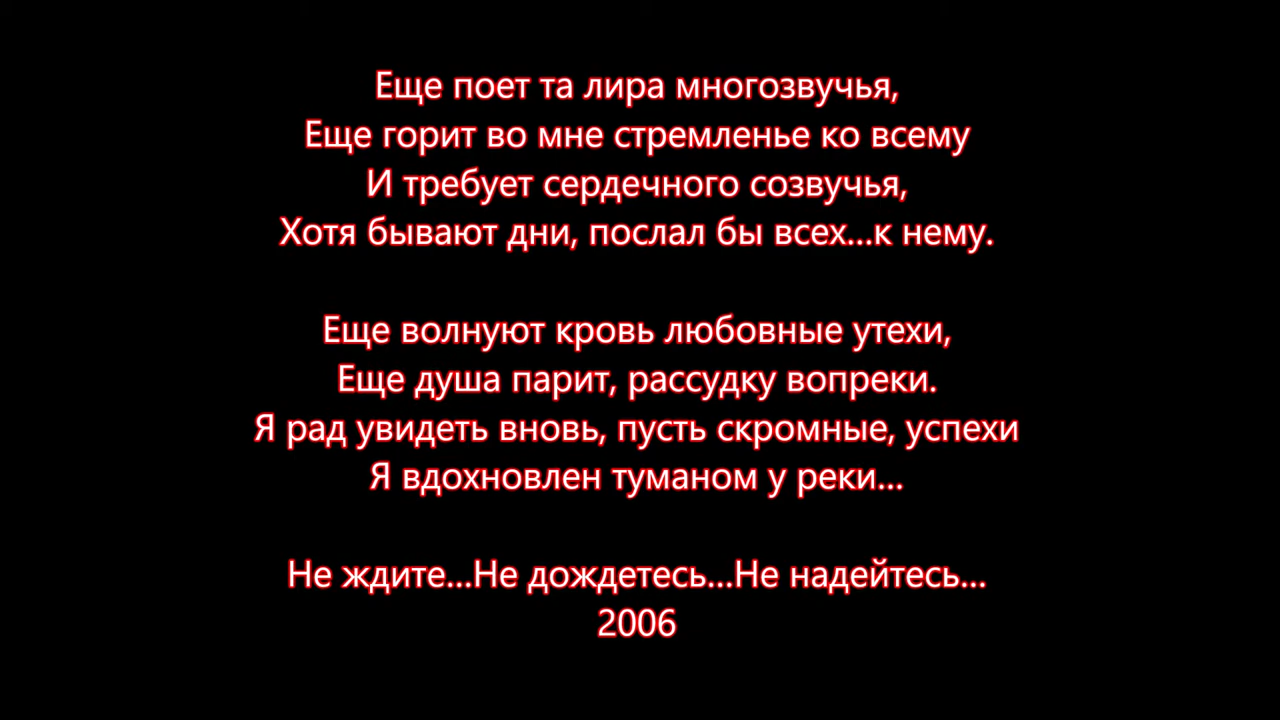 Еще поет та лира многозвучья,
Еще горит во мне стремленье ко всему
И требует сердечного созвучья,
Хотя бывают дни, послал бы всех...к нему.
Еще волнуют кровь любовные утехи,
Еще душа парит, рассудку вопреки.
Я рад увидеть вновь, пусть скромные, успехи
Я вдохновлен туманом у реки...
Не ждите...Не дождетесь...Не надейтесь...
2006